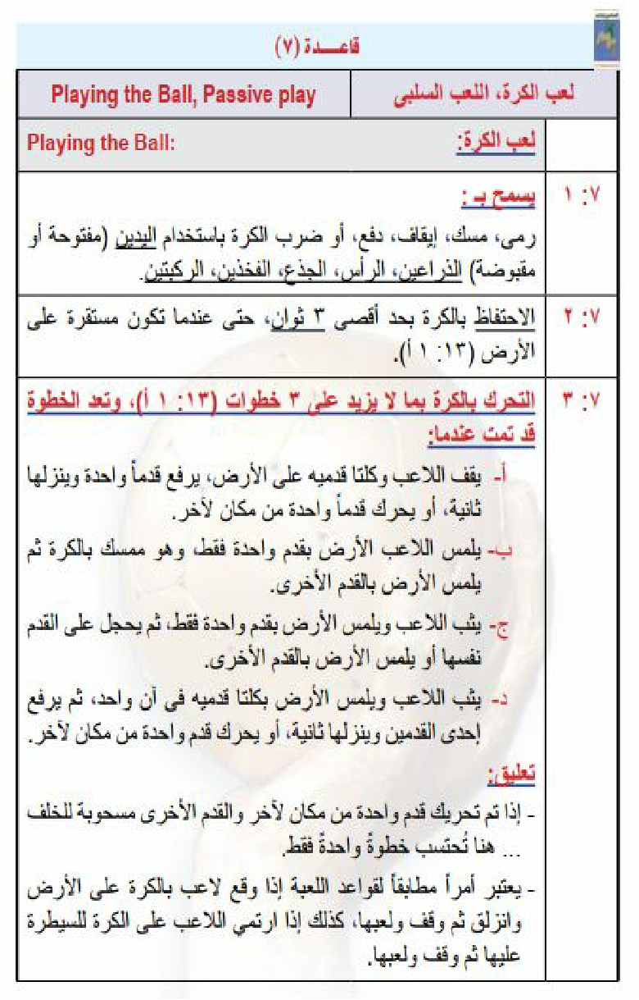 قاعـــدة (٧)
لعب الكرة، اللعب السلبى
Playing the Ball, Passive play
لعب الكرة:
Playing the Ball:
٧: ١
يسمح بـ :
رمى، مسك، إيقاف، دفع، أو ضرب الكرة باستخدام اليدين (مفتوحة أو
مقبوضة) الذراعين، الرأس، الجذع، الفخذين، الركبتين.
٧: ٢
الاحتفاظ بالكرة بحد أقصى ٣ ثوان، حتى عندما تكون مستقرة على
الأرض (١٣: ١ أ).
٧: ٣
التحرك بالكرة بما لا يزيد على ٣ خطوات (١٣: ١ أ)، وتعد الخطوة
قد تمت عندما:
أ- يقف اللاعب وكلتا قدميه على الأرض، يرفع قدماً واحدة وينزلها
ثانية، أو يحرك قدماً واحدة من مكان لآخر.
ب- يلمس اللاعب الأرض بقدم واحدة فقط، وهو ممسك بالكرة ثم
يلمس الأرض بالقدم الأخرى.
ج- يثب اللاعب ويلمس الأرض بقدم واحدة فقط، ثم يحجل على القدم
نفسها أو يلمس الأرض بالقدم الأخرى.
د- يثب اللاعب ويلمس الأرض بكلتا قدميه فى آن واحد، ثم يرفع
إحدى القدمين وينزلها ثانية، أو يحرك قدم واحدة من مكان لآخر.
تعليق:
- إذا تم تحريك قدم واحدة من مكان لآخر والقدم الأخرى مسحوبة للخلف
... هنا تُحتسب خطوةً واحدةً فقط.
- يعتبر أمراً مطابقاً لقواعد اللعبة إذا وقع لاعب بالكرة على الأرض
وانزلق ثم وقف ولعبها، كذلك إذا ارتمي اللاعب على الكرة للسيطرة
عليها ثم وقف ولعبها.